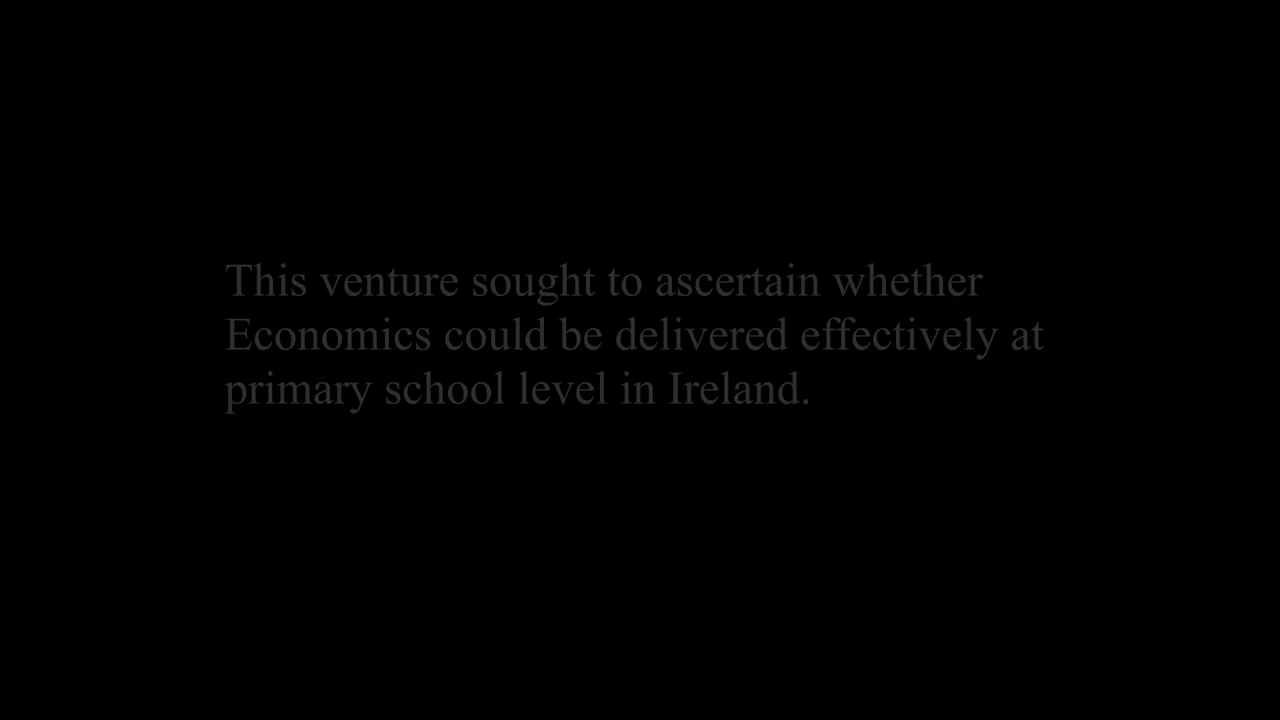 This venture sought to ascertain whether
Economics could be delivered effectively at
primary school level in Ireland.